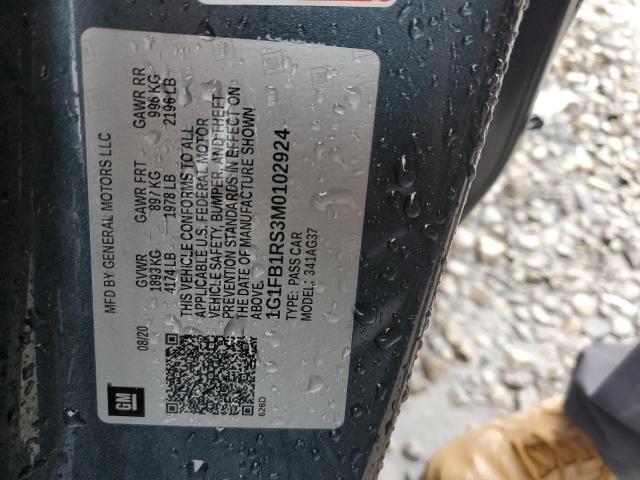 MFD BY GENERAL MOTORS LLC
08/20 GVWR GAWR FRT GAWR RR
1893 KG 897 KG 996 KG
4174 LB 1978 LB 2196 LB
THIS VEHICLE CONFORMS TO ALL
APPLICABLE U.S. FEDERAL MOTOR
VEHICLE SAFETY, BUMPER, AND THEFT
PREVENTION STANDARDS IN EFFECT ON
THE DATE OF MANUFACTURE SHOWN
ABOVE.
1G1FB1RS3M0102924
TYPE: PASS CAR
MODEL: 341AG37
GM
626D